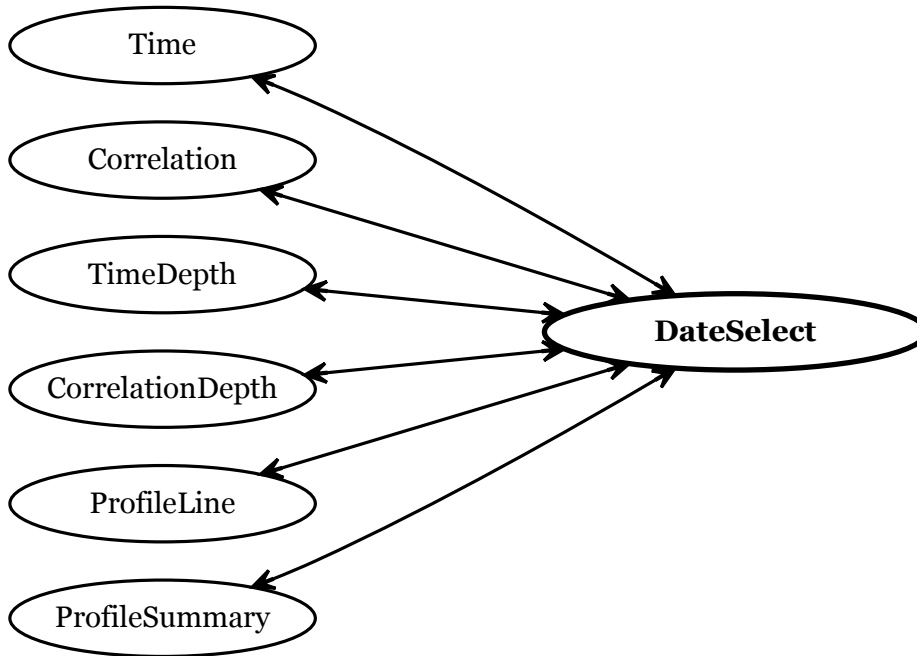 Time
Correlation
TimeDepth
CorrelationDepth
ProfileLine
ProfileSummary
DateSelect